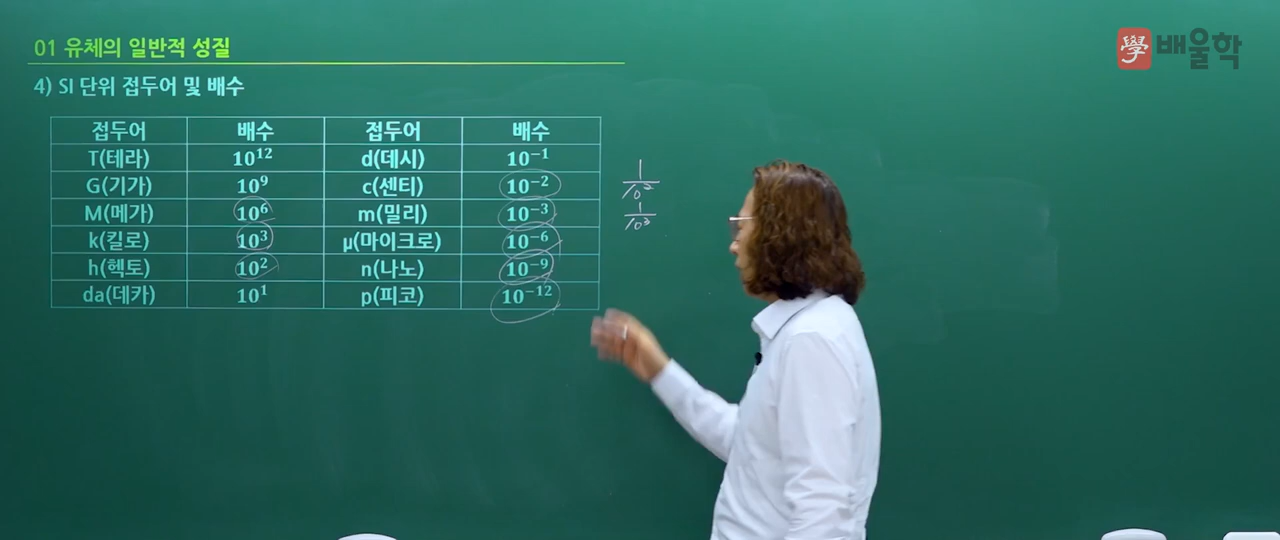 01 유체의 일반적 성질
學 배울학
4) SI 단위 접두어 및 배수
접두어 배수 접두어 배수
T(테라) 10¹² d(데시) 10⁻¹
G(기가) 10⁹ c(센티) 10⁻²
M(메가) 10⁶ m(밀리) 10⁻³
k(킬로) 10³ μ(마이크로) 10⁻⁶
h(헥토) 10² n(나노) 10⁻⁹
da(데카) 10¹ p(피코) 10⁻¹²
1/10²
1/10³